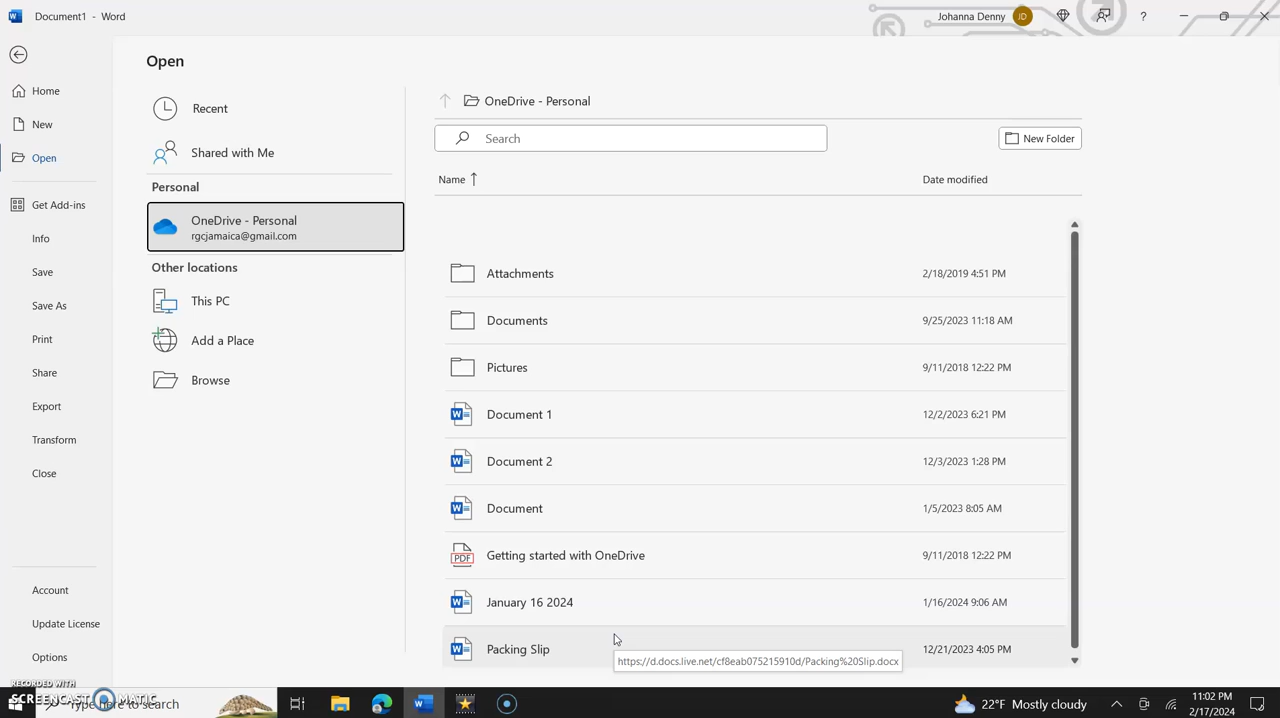 Document1 - Word
Johanna Denny
JD
?
Home
New
Open
Get Add-ins
Info
Save
Save As
Print
Share
Export
Transform
Close
Account
Update License
Options
Open
Recent
Shared with Me
Personal
OneDrive - Personal
rgcjamaica@gmail.com
Other locations
This PC
Add a Place
Browse
OneDrive - Personal
Search
New Folder
Name
Date modified
Attachments 2/18/2019 4:51 PM
Documents 9/25/2023 11:18 AM
Pictures 9/11/2018 12:22 PM
Document 1 12/2/2023 6:21 PM
Document 2 12/3/2023 1:28 PM
Document 1/5/2023 8:05 AM
PDF Getting started with OneDrive 9/11/2018 12:22 PM
January 16 2024 1/16/2024 9:06 AM
Packing Slip 12/21/2023 4:05 PM
https://d.docs.live.net/cf8eab075215910d/Packing%20Slip.docx
RECORDED WITH
SCREENCAST MATIC
Type here to search
22°F Mostly cloudy
11:02 PM
2/17/2024